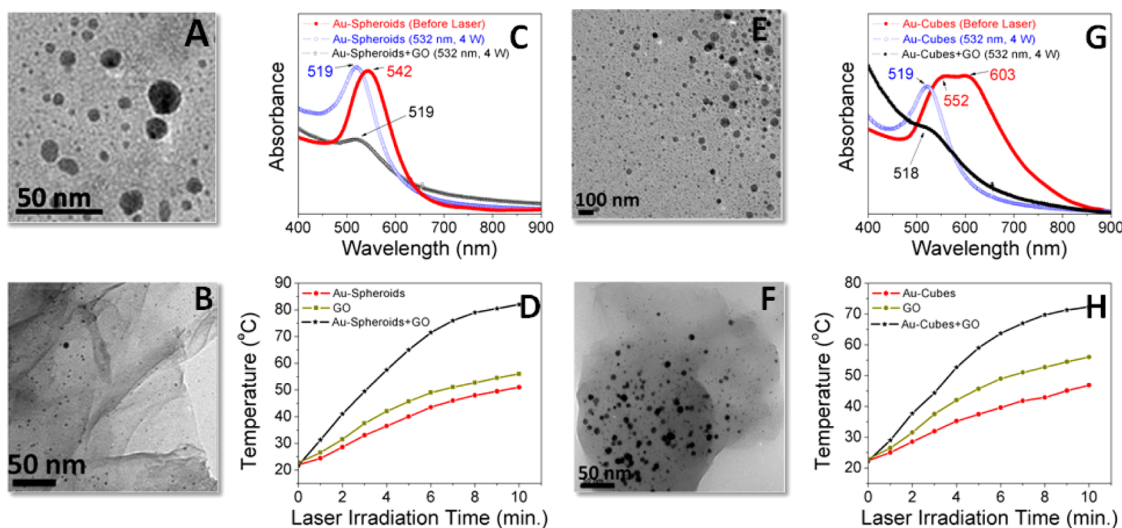 A
50 nm
C
Au-Spheroids (Before Laser)
Au-Spheroids (532 nm, 4 W)
Au-Spheroids+GO (532 nm, 4 W)
519
542
519
Absorbance
400 500 600 700 800 900
Wavelength (nm)
E
100 nm
G
Au-Cubes (Before Laser)
Au-Cubes (532 nm, 4 W)
Au-Cubes+GO (532 nm, 4 W)
519
603
552
518
Absorbance
400 500 600 700 800 900
Wavelength (nm)
B
50 nm
D
Au-Spheroids
GO
Au-Spheroids+GO
Temperature (°C)
90
80
70
60
50
40
30
20
0 2 4 6 8 10
Laser Irradiation Time (min.)
F
50 nm
H
Au-Cubes
GO
Au-Cubes+GO
Temperature (°C)
80
70
60
50
40
30
20
0 2 4 6 8 10
Laser Irradiation Time (min.)